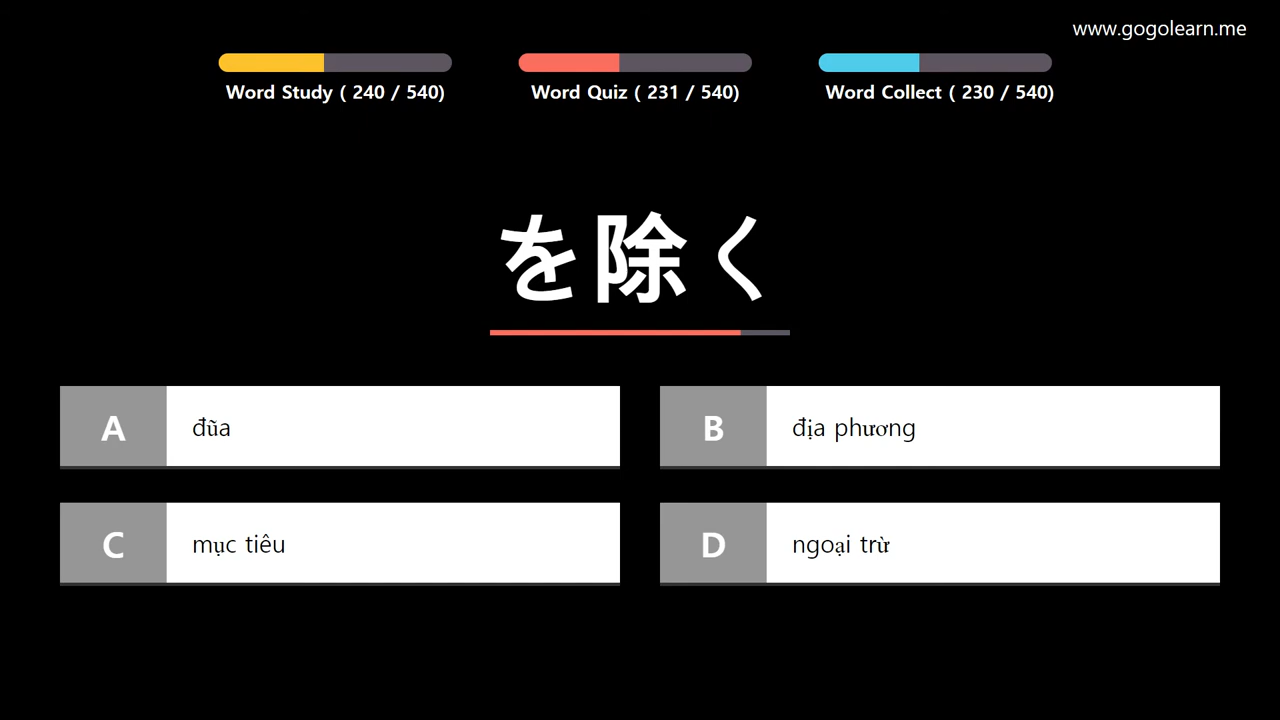 www.gogolearn.me
Word Study ( 240 / 540)
Word Quiz ( 231 / 540)
Word Collect ( 230 / 540)
を除く
A
đũa
B
địa phương
C
mục tiêu
D
ngoại trừ